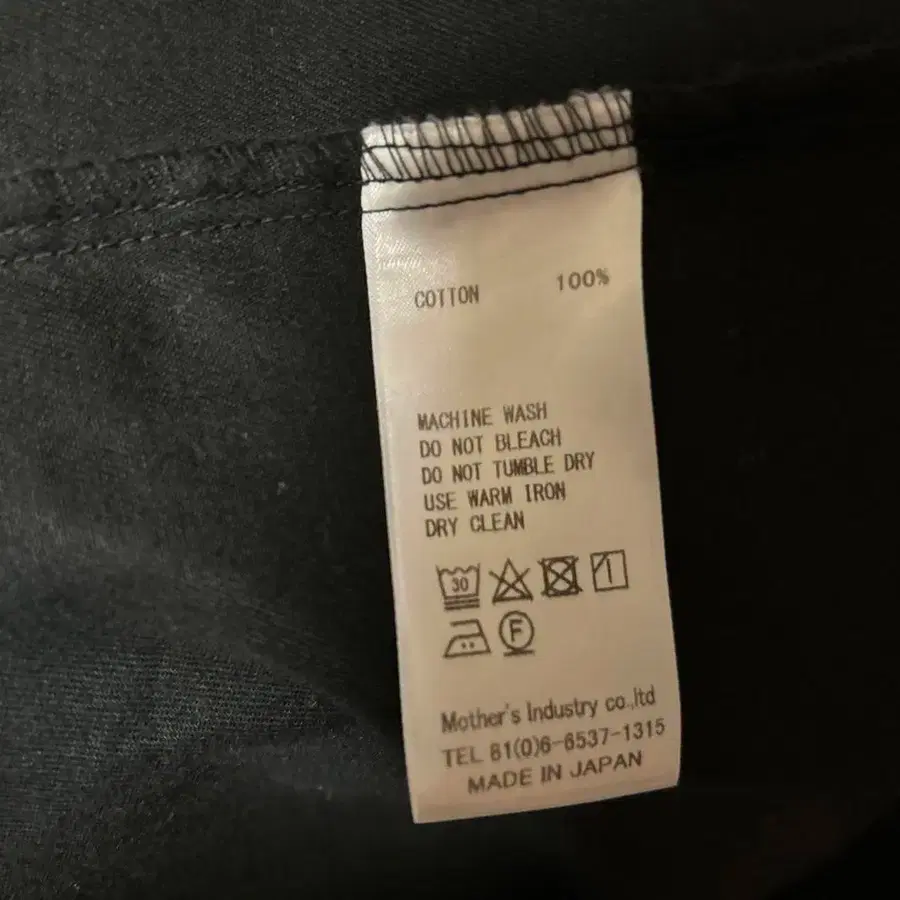 COTTON 100%
MACHINE WASH
DO NOT BLEACH
DO NOT TUMBLE DRY
USE WARM IRON
DRY CLEAN
30
F
Mother's Industry co.,ltd
TEL 81(0)6-6537-1315
MADE IN JAPAN